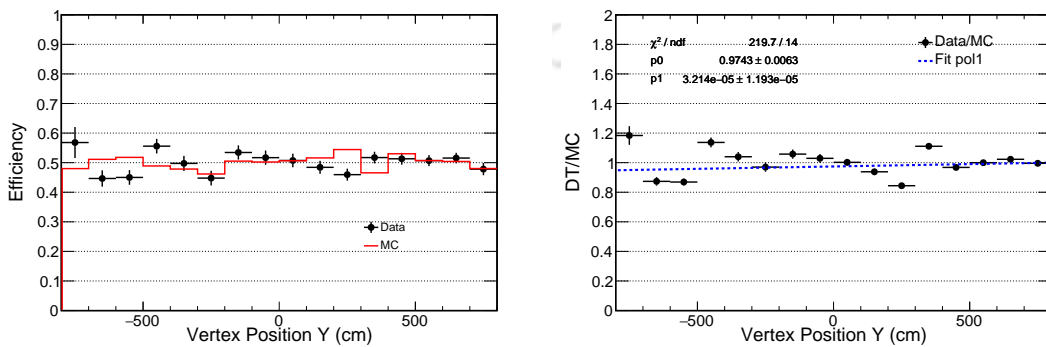 1
0.9
0.8
0.7
0.6
0.5
0.4
0.3
0.2
0.1
0
Efficiency
Data
MC
−500 0 500
Vertex Position Y (cm)
2
1.8
1.6
1.4
1.2
1
0.8
0.6
0.4
0.2
0
DT/MC
χ² / ndf 219.7 / 14
p0 0.9743 ± 0.0063
p1 3.214e−05 ± 1.193e−05
Data/MC
Fit pol1
−500 0 500
Vertex Position Y (cm)